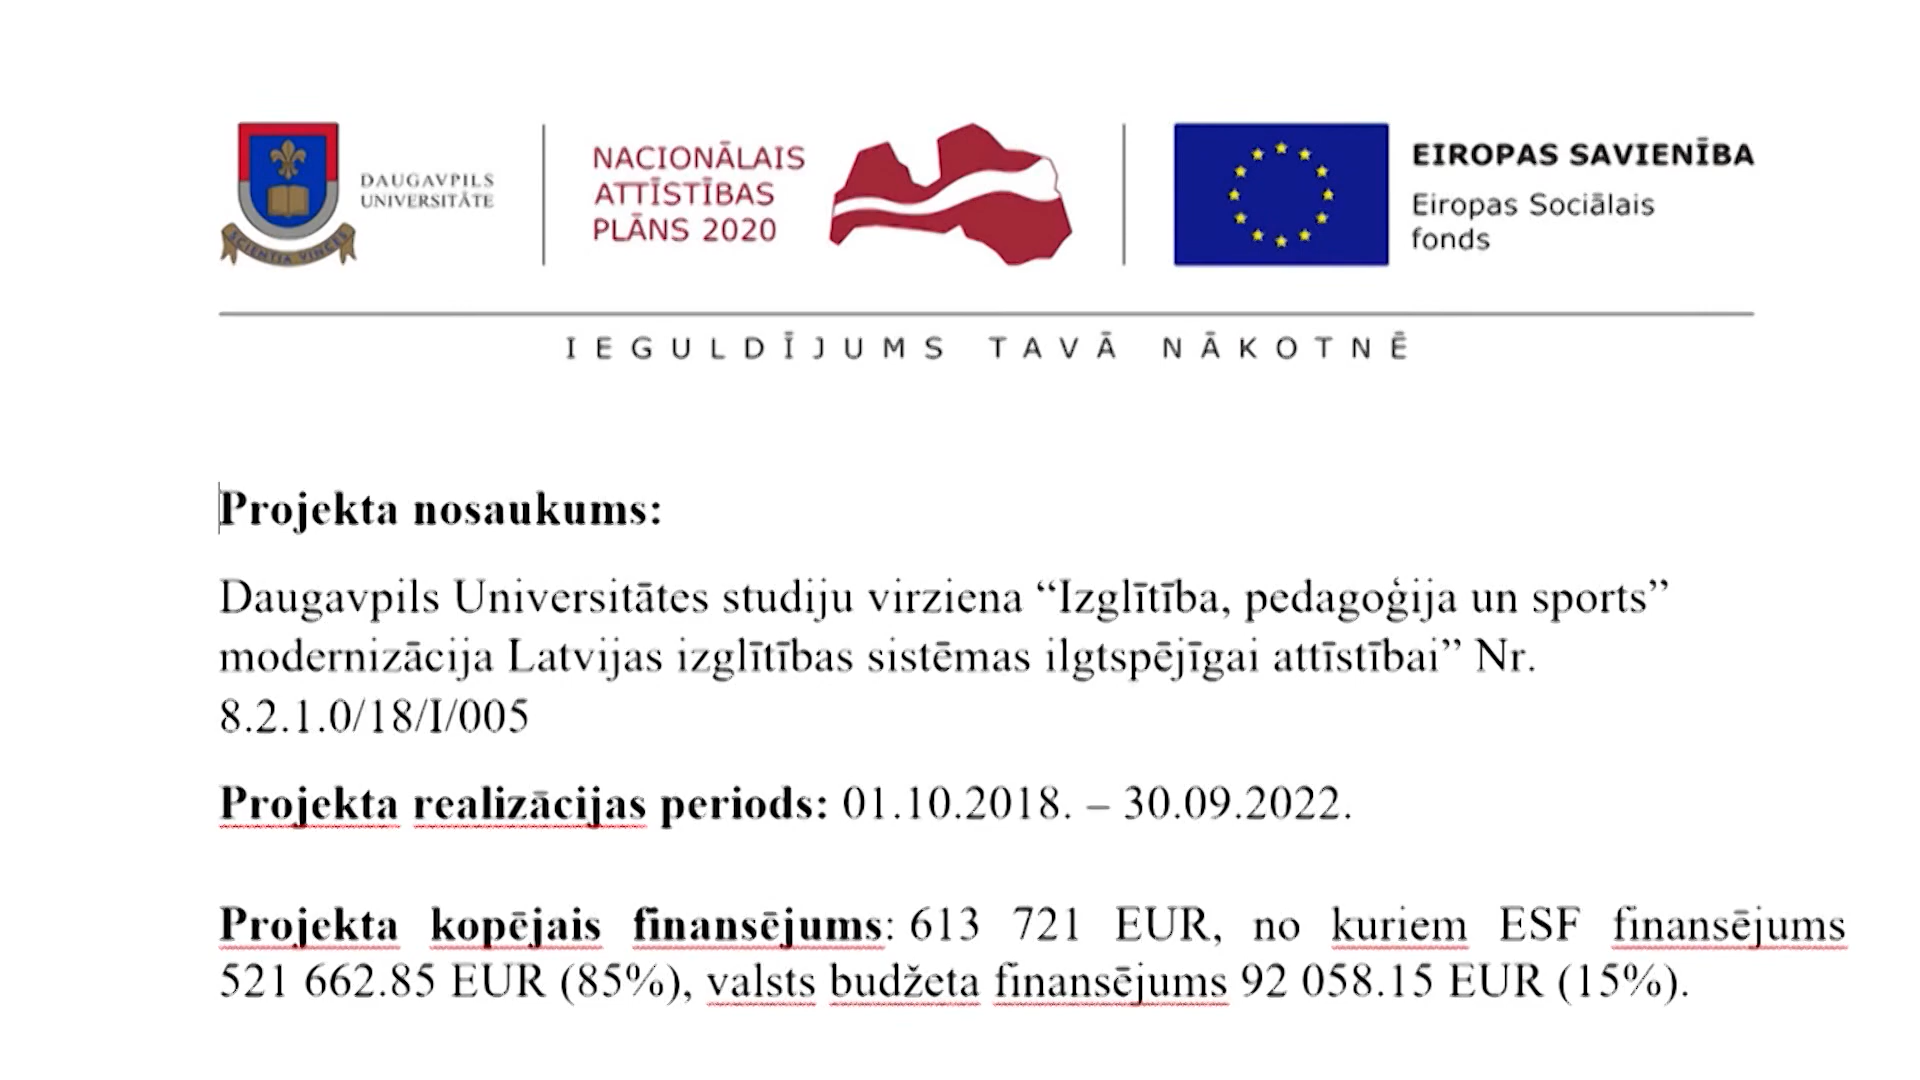 SCIENTIA VINCES
DAUGAVPILS
UNIVERSITĀTE
NACIONĀLAIS
ATTĪSTĪBAS
PLĀNS 2020
EIROPAS SAVIENĪBA
Eiropas Sociālais
fonds
IEGULDĪJUMS TAVĀ NĀKOTNĒ
Projekta nosaukums:
Daugavpils Universitātes studiju virziena “Izglītība, pedagoģija un sports”
modernizācija Latvijas izglītības sistēmas ilgtspējīgai attīstībai” Nr.
8.2.1.0/18/I/005
Projekta realizācijas periods: 01.10.2018. – 30.09.2022.
Projekta kopējais finansējums: 613 721 EUR, no kuriem ESF finansējums
521 662.85 EUR (85%), valsts budžeta finansējums 92 058.15 EUR (15%).